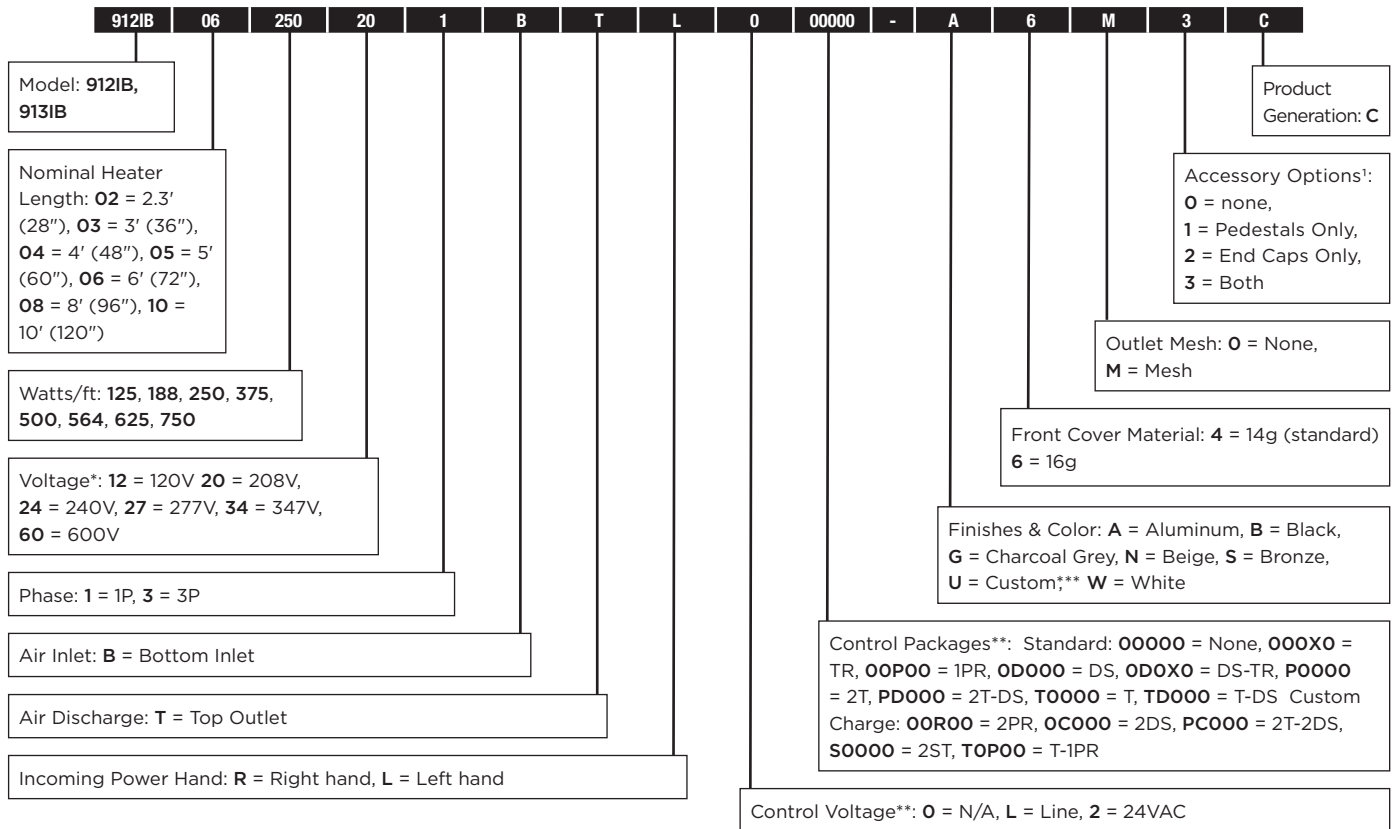 912IB 06 250 20 1 B T L 0 00000 - A 6 M 3 C
Model: 912IB,
913IB
Nominal Heater
Length: 02 = 2.3'
(28"), 03 = 3' (36"),
04 = 4' (48"), 05 = 5'
(60"), 06 = 6' (72"),
08 = 8' (96"), 10 =
10' (120")
Watts/ft: 125, 188, 250, 375,
500, 564, 625, 750
Voltage*: 12 = 120V 20 = 208V,
24 = 240V, 27 = 277V, 34 = 347V,
60 = 600V
Phase: 1 = 1P, 3 = 3P
Air Inlet: B = Bottom Inlet
Air Discharge: T = Top Outlet
Incoming Power Hand: R = Right hand, L = Left hand
Product
Generation: C
Accessory Options¹:
0 = none,
1 = Pedestals Only,
2 = End Caps Only,
3 = Both
Outlet Mesh: 0 = None,
M = Mesh
Front Cover Material: 4 = 14g (standard)
6 = 16g
Finishes & Color: A = Aluminum, B = Black,
G = Charcoal Grey, N = Beige, S = Bronze,
U = Custom,*** W = White
Control Packages**: Standard: 00000 = None, 000X0 =
TR, 00P00 = 1PR, 0D000 = DS, 0D0X0 = DS-TR, P0000
= 2T, PD000 = 2T-DS, T0000 = T, TD000 = T-DS Custom
Charge: 00R00 = 2PR, 0C000 = 2DS, PC000 = 2T-2DS,
S0000 = 2ST, T0P00 = T-1PR
Control Voltage**: 0 = N/A, L = Line, 2 = 24VAC